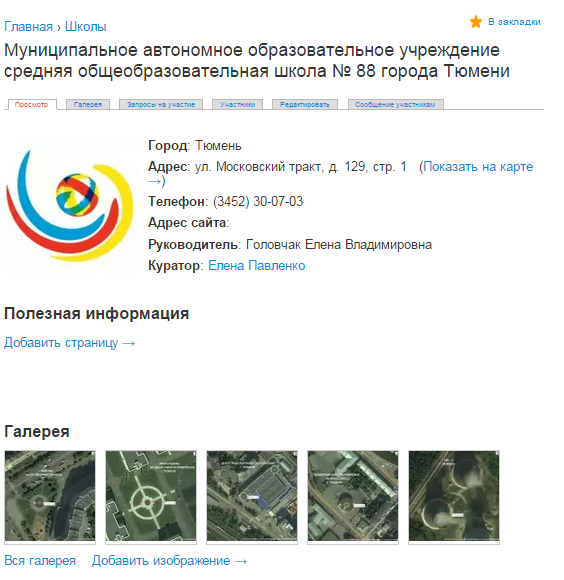 Главная › Школы
В закладки
Муниципальное автономное образовательное учреждение
средняя общеобразовательная школа № 88 города Тюмени
Просмотр
Галерея
Запросы на участие
Участники
Редактировать
Сообщение участникам
Город: Тюмень
Адрес: ул. Московский тракт, д. 129, стр. 1 (Показать на карте
→)
Телефон: (3452) 30-07-03
Адрес сайта:
Руководитель: Головчак Елена Владимировна
Куратор: Елена Павленко
Полезная информация
Добавить страницу →
Галерея
Вся галерея
Добавить изображение →